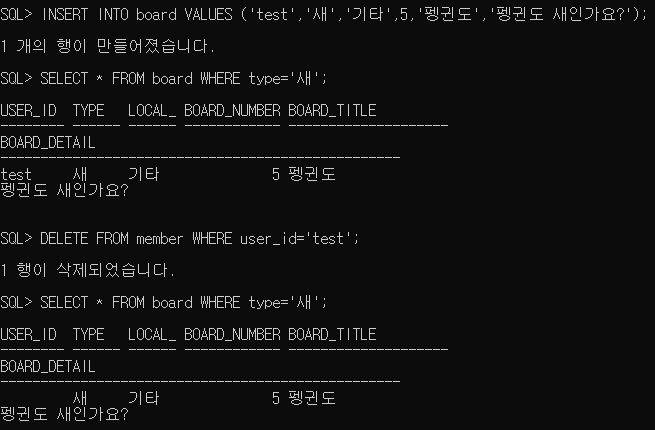 SQL> INSERT INTO board VALUES ('test','새','기타',5,'펭귄도','펭귄도 새인가요?');
1 개의 행이 만들어졌습니다.
SQL> SELECT * FROM board WHERE type='새';
USER_ID  TYPE   LOCAL_ BOARD_NUMBER BOARD_TITLE
-------- ------ ------ ------------ --------------------
BOARD_DETAIL
--------------------------------------------------
test     새     기타              5 펭귄도
펭귄도 새인가요?
SQL> DELETE FROM member WHERE user_id='test';
1 행이 삭제되었습니다.
SQL> SELECT * FROM board WHERE type='새';
USER_ID  TYPE   LOCAL_ BOARD_NUMBER BOARD_TITLE
-------- ------ ------ ------------ --------------------
BOARD_DETAIL
--------------------------------------------------
         새     기타              5 펭귄도
펭귄도 새인가요?